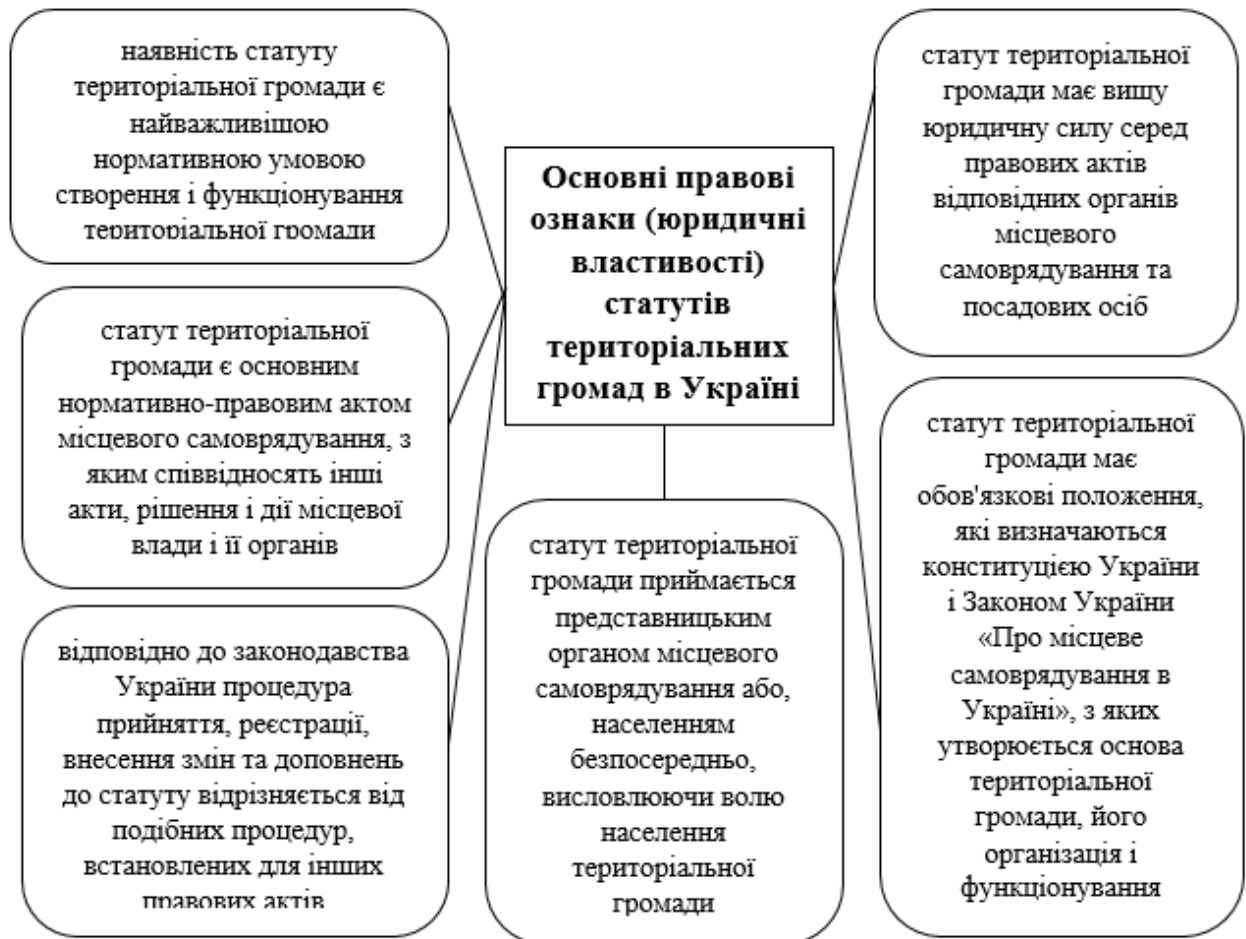 наявність статуту
територіальної громади є
найважливішою
нормативною умовою
створення і функціонування
територіальної громади
статут територіальної
громади є основним
нормативно-правовим актом
місцевого самоврядування, з
яким співвідносять інші
акти, рішення і дії місцевої
влади і її органів
відповідно до законодавства
України процедура
прийняття, реєстрації,
внесення змін та доповнень
до статуту відрізняється від
подібних процедур,
встановлених для інших
правових актів
Основні правові
ознаки (юридичні
властивості)
статутів
територіальних
громад в Україні
статут територіальної
громади приймається
представницьким
органом місцевого
самоврядування або,
населенням
безпосередньо,
висловлюючи волю
населення
територіальної
громади
статут територіальної
громади має вищу
юридичну силу серед
правових актів
відповідних органів
місцевого
самоврядування та
посадових осіб
статут територіальної
громади має
обов'язкові положення,
які визначаються
конституцією України
і Законом України
«Про місцеве
самоврядування в
Україні», з яких
утворюється основа
територіальної
громади, його
організація і
функціонування